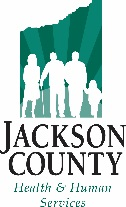 JACKSON
COUNTY
Health & Human
Services